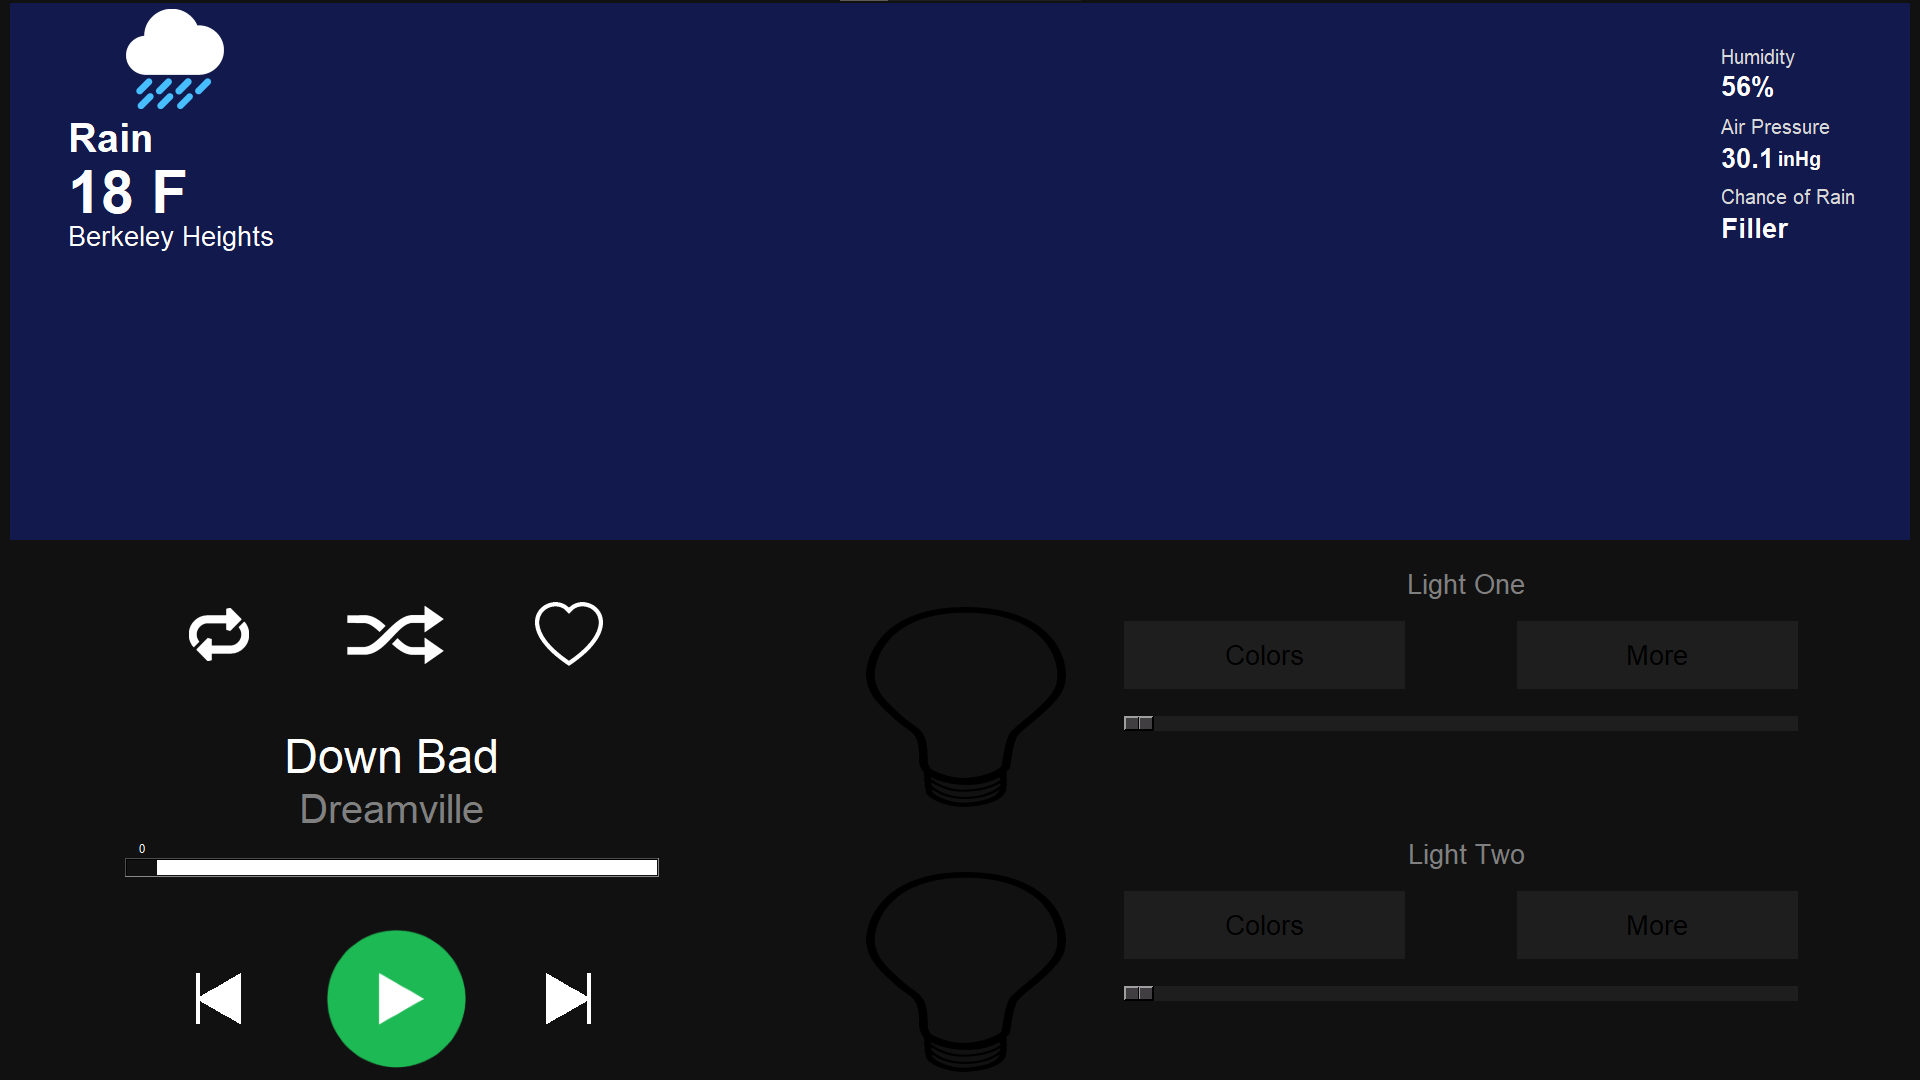 Rain
18 F
Berkeley Heights
Humidity
56%
Air Pressure
30.1 inHg
Chance of Rain
Filler
Down Bad
Dreamville
0
Light One
Colors
More
Light Two
Colors
More